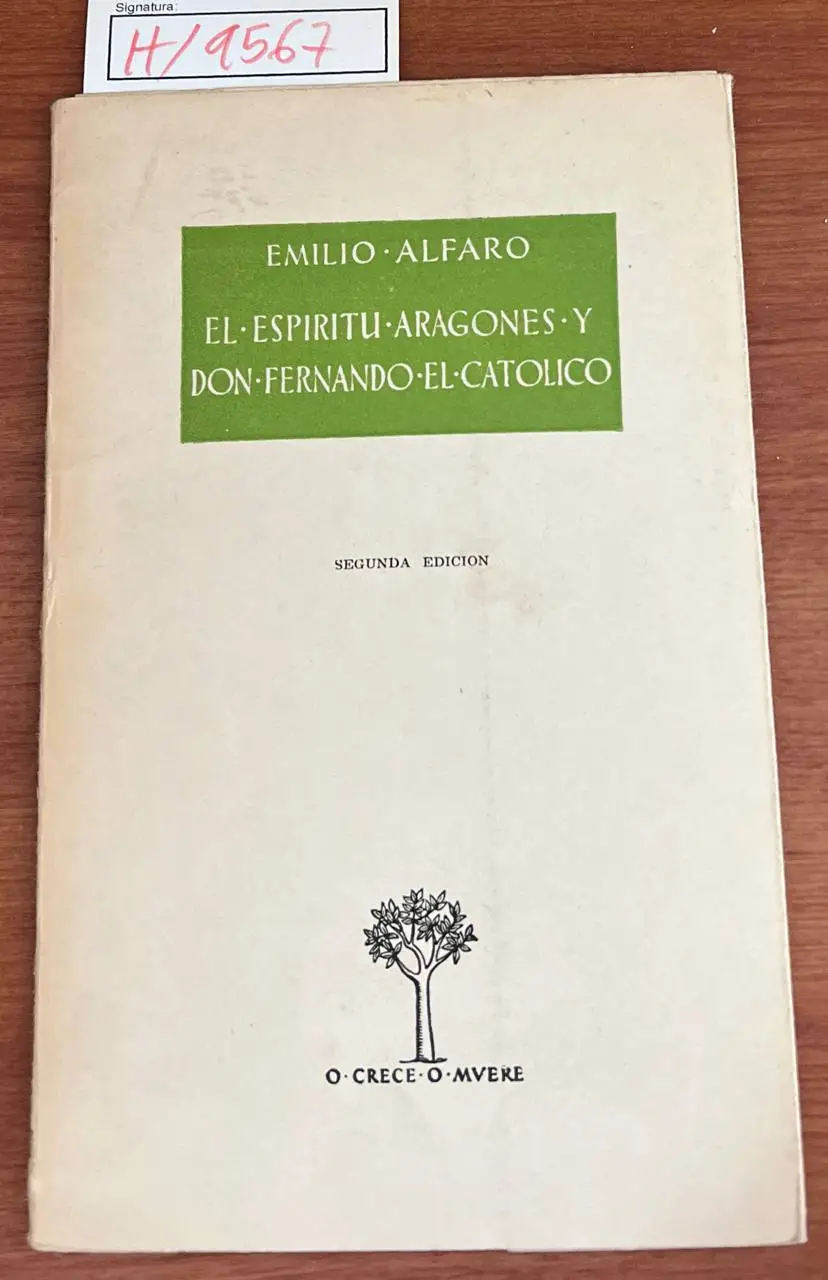 Signatura:
H/9567
EMILIO·ALFARO
EL·ESPIRITU·ARAGONES·Y
DON·FERNANDO·EL·CATOLICO
SEGUNDA EDICION
O·CRECE·O·MVERE